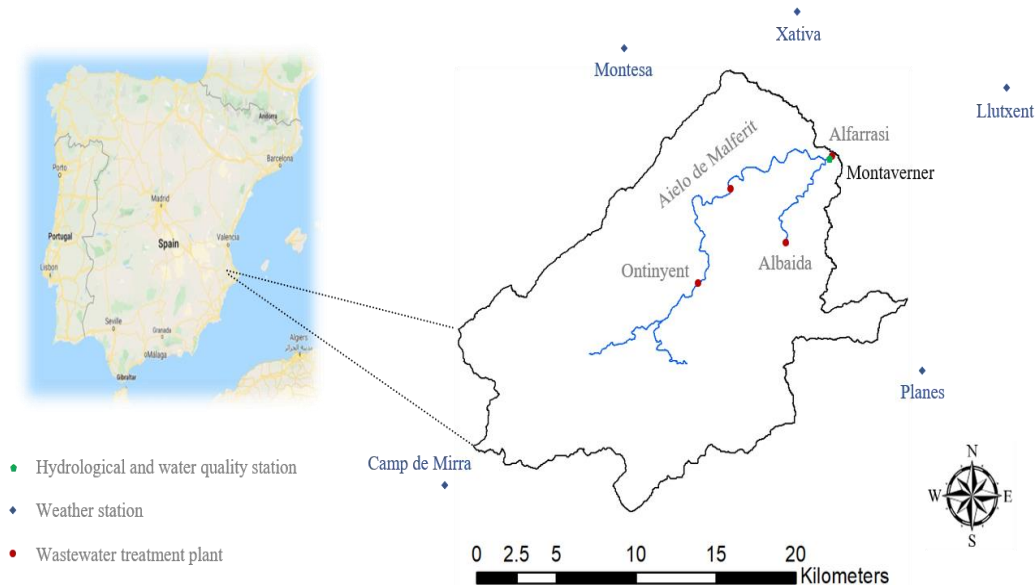 Xativa
Montesa
Llutxent
Andorra
Porto
Barcelona
Madrid
Portugal
Spain
Valencia
Lisbon
Seville
Granada
Málaga
Algiers
الجزائر
Gibraltar
Aielo de Malferit
Alfarrasi
Montaverner
Ontinyent
Albaida
Planes
Camp de Mirra
Hydrological and water quality station
Weather station
Wastewater treatment plant
N
W E
S
0 2.5 5 10 15 20
Kilometers